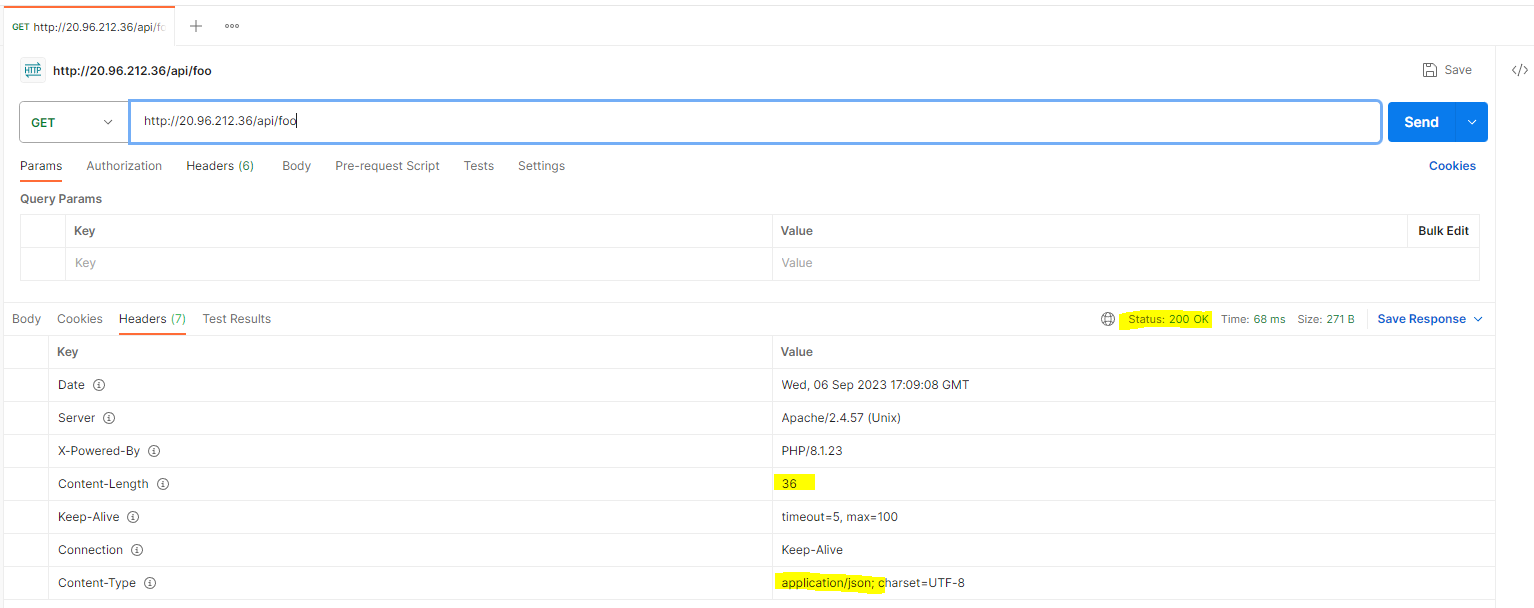 GET http://20.96.212.36/api/fo
HTTP http://20.96.212.36/api/foo Save </>
GET http://20.96.212.36/api/foo Send
Params Authorization Headers (6) Body Pre-request Script Tests Settings Cookies
Query Params
Key Value Bulk Edit
Key Value
Body Cookies Headers (7) Test Results Status: 200 OK Time: 68 ms Size: 271 B Save Response
Key Value
Date Wed, 06 Sep 2023 17:09:08 GMT
Server Apache/2.4.57 (Unix)
X-Powered-By PHP/8.1.23
Content-Length 36
Keep-Alive timeout=5, max=100
Connection Keep-Alive
Content-Type application/json; charset=UTF-8